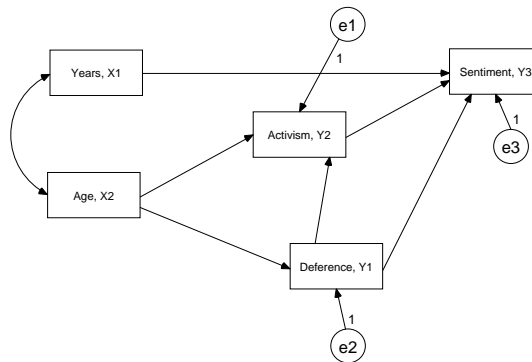 e1
1
Years, X1
Sentiment, Y3
Activism, Y2
1
e3
Age, X2
Deference, Y1
1
e2